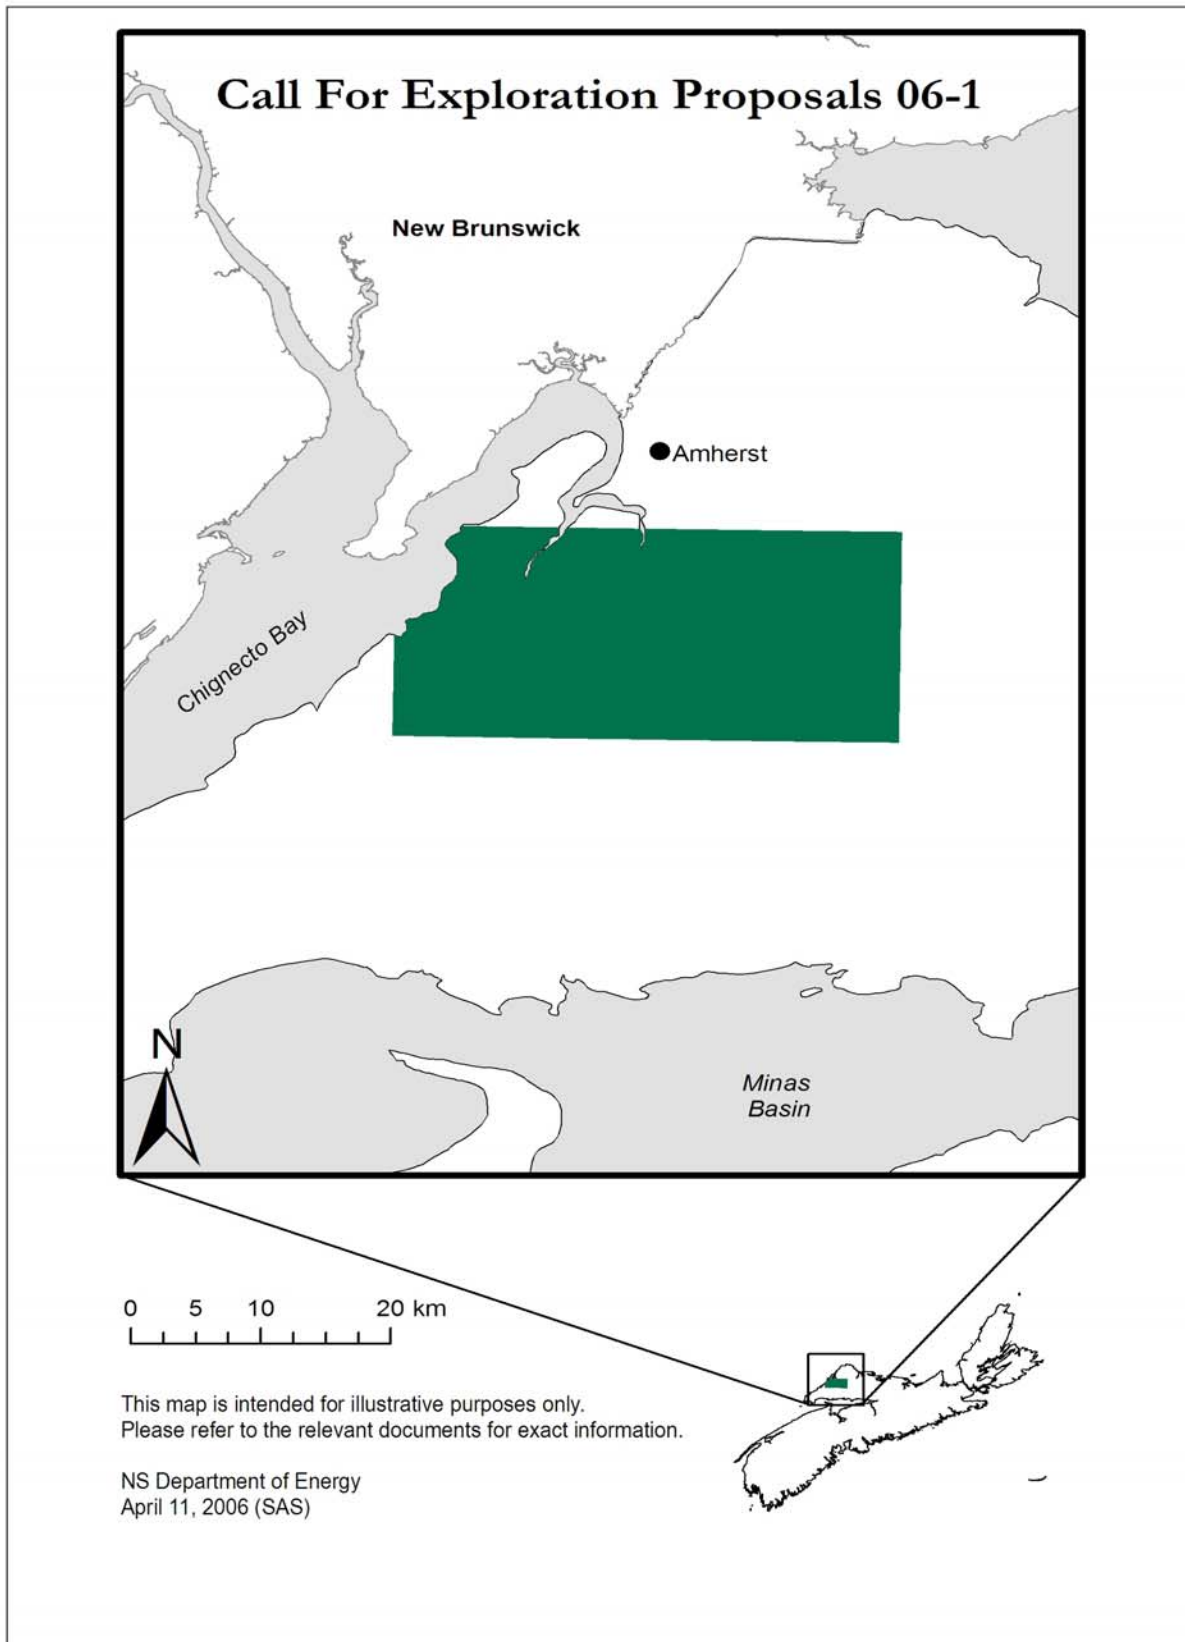 Call For Exploration Proposals 06-1
New Brunswick
Amherst
Chignecto Bay
N
Minas
Basin
0 5 10 20 km
This map is intended for illustrative purposes only.
Please refer to the relevant documents for exact information.
NS Department of Energy
April 11, 2006 (SAS)